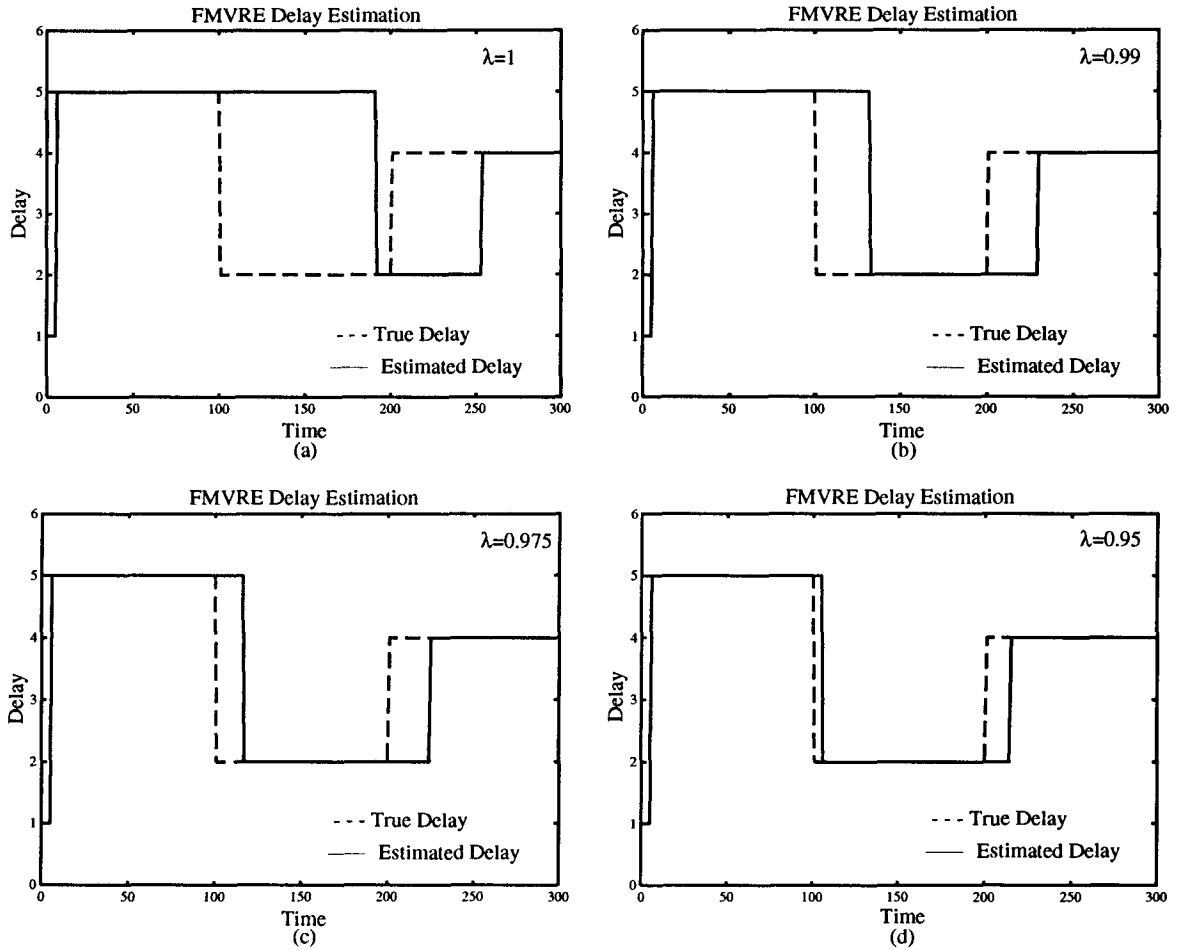 FMVRE Delay Estimation
λ=1
6
5
4
3
2
1
0
Delay
--- True Delay
— Estimated Delay
0 50 100 150 200 250 300
Time
(a)
FMVRE Delay Estimation
λ=0.99
6
5
4
3
2
1
0
Delay
--- True Delay
— Estimated Delay
0 50 100 150 200 250 300
Time
(b)
FMVRE Delay Estimation
λ=0.975
6
5
4
3
2
1
0
Delay
--- True Delay
— Estimated Delay
0 50 100 150 200 250 300
Time
(c)
FMVRE Delay Estimation
λ=0.95
6
5
4
3
2
1
0
Delay
--- True Delay
— Estimated Delay
0 50 100 150 200 250 300
Time
(d)